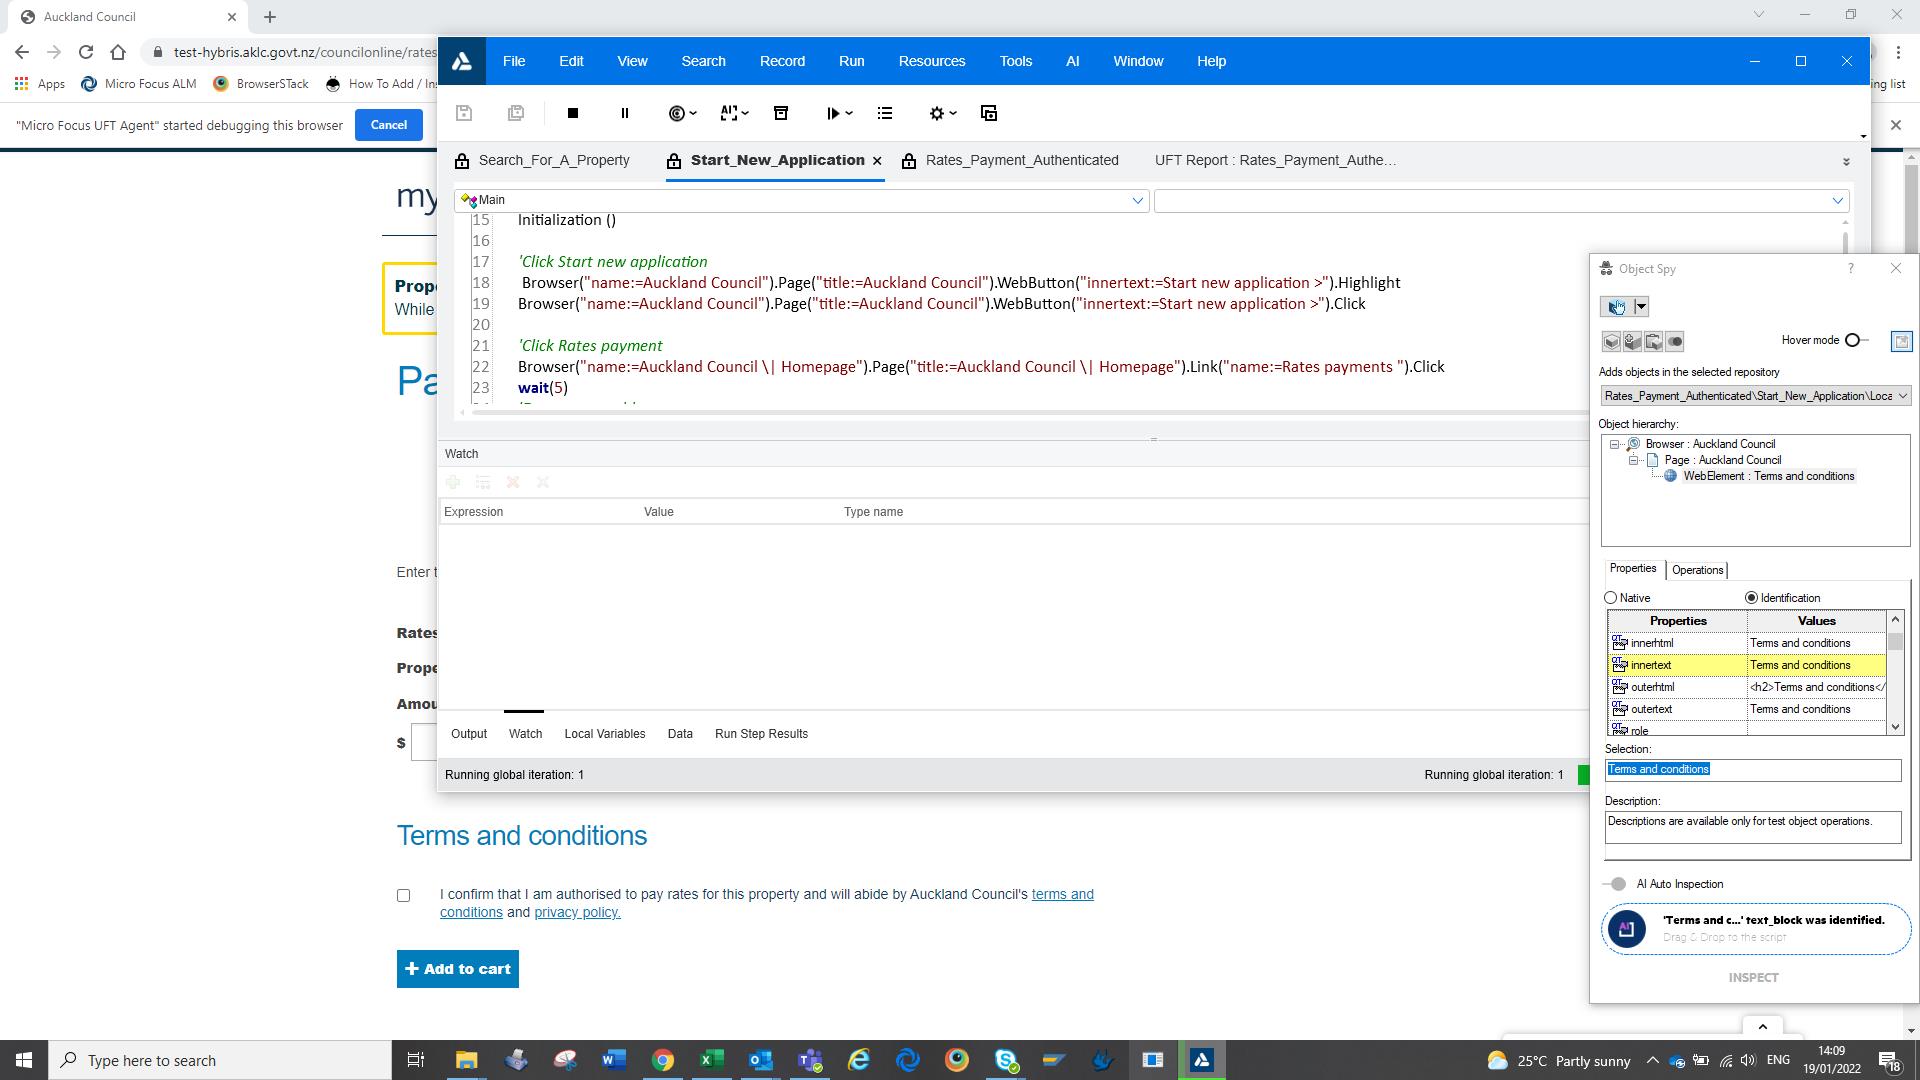 Auckland Council
test-hybris.aklc.govt.nz/councilonline/rates
Apps
Micro Focus ALM
BrowserSTack
How To Add / In
ing list
"Micro Focus UFT Agent" started debugging this browser
Cancel
File Edit View Search Record Run Resources Tools AI Window Help
Search_For_A_Property
Start_New_Application
Rates_Payment_Authenticated
UFT Report : Rates_Payment_Authe...
Main
15 Initialization ()
16
17 'Click Start new application
18 Browser("name:=Auckland Council").Page("title:=Auckland Council").WebButton("innertext:=Start new application >").Highlight
19 Browser("name:=Auckland Council").Page("title:=Auckland Council").WebButton("innertext:=Start new application >").Click
20
21 'Click Rates payment
22 Browser("name:=Auckland Council \| Homepage").Page("title:=Auckland Council \| Homepage").Link("name:=Rates payments ").Click
23 wait(5)
Watch
Expression Value Type name
Output Watch Local Variables Data Run Step Results
Running global iteration: 1
Running global iteration: 1
my
Prope
While
Pa
Enter t
Rates
Prope
Amou
$
Terms and conditions
I confirm that I am authorised to pay rates for this property and will abide by Auckland Council's terms and
conditions and privacy policy.
+ Add to cart
Object Spy
?
Hover mode
Adds objects in the selected repository
Rates_Payment_Authenticated\Start_New_Application\Loca
Object hierarchy:
Browser : Auckland Council
Page : Auckland Council
WebElement : Terms and conditions
Properties Operations
Native Identification
Properties Values
innerhtml Terms and conditions
innertext Terms and conditions
outerhtml <h2>Terms and conditions</
outertext Terms and conditions
role
Selection:
Terms and conditions
Description:
Descriptions are available only for test object operations.
AI Auto Inspection
AI
'Terms and c...' text_block was identified.
Drag & Drop to the script
INSPECT
Type here to search
25°C Partly sunny
ENG
14:09
19/01/2022
18